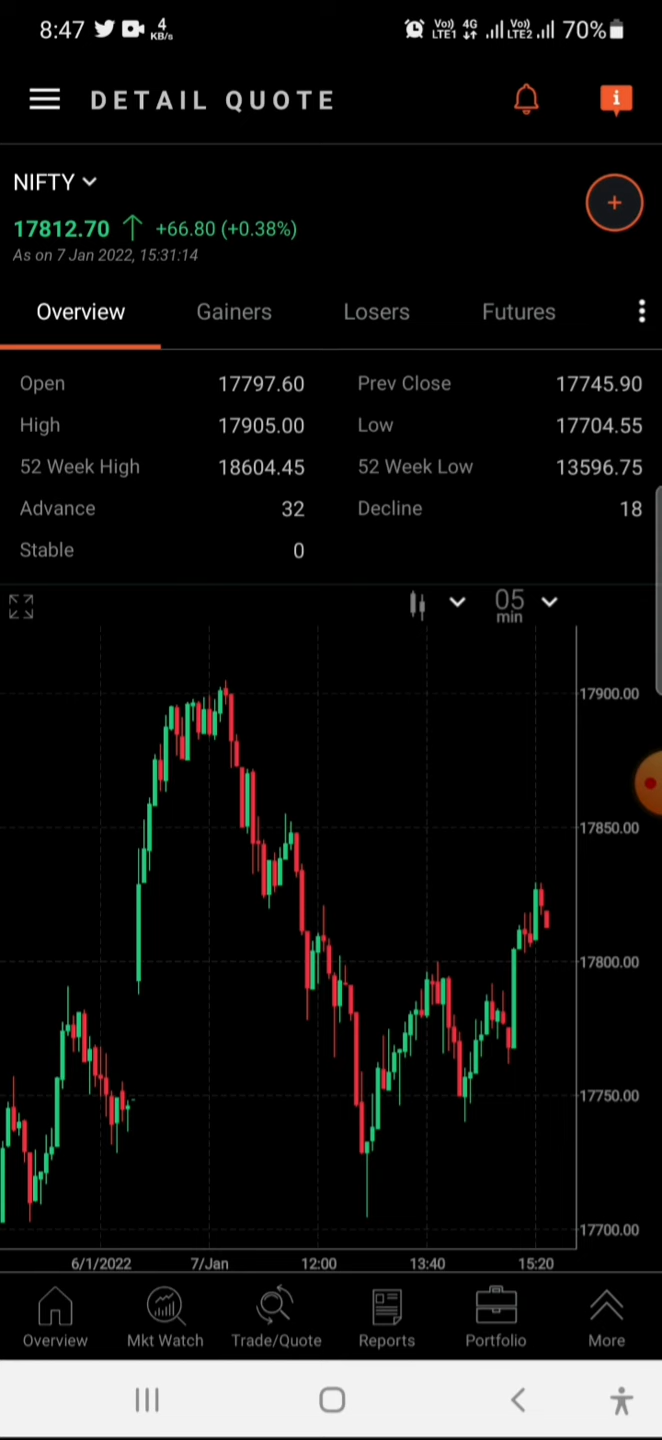 8:47 4 KB/s Vo) LTE1 4G Vo) LTE2 70%
DETAIL QUOTE
NIFTY
17812.70 ↑ +66.80 (+0.38%)
As on 7 Jan 2022, 15:31:14
Overview Gainers Losers Futures
Open 17797.60 Prev Close 17745.90
High 17905.00 Low 17704.55
52 Week High 18604.45 52 Week Low 13596.75
Advance 32 Decline 18
Stable 0
05 min
17900.00
17850.00
17800.00
17750.00
17700.00
6/1/2022 7/Jan 12:00 13:40 15:20
Overview Mkt Watch Trade/Quote Reports Portfolio More